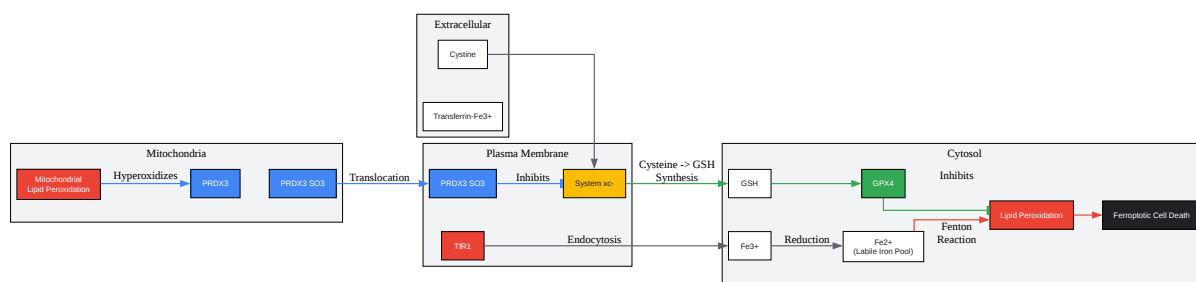 Extracellular
Cystine
Transferrin-Fe3+
Mitochondria
Mitochondrial
Lipid Peroxidation
Hyperoxidizes
PRDX3
PRDX3 SO3
Translocation
Plasma Membrane
PRDX3 SO3
Inhibits
System xc-
TfR1
Endocytosis
Cysteine -> GSH
Synthesis
Cytosol
GSH
GPX4
Inhibits
Lipid Peroxidation
Ferroptotic Cell Death
Fe3+
Reduction
Fe2+
(Labile Iron Pool)
Fenton
Reaction